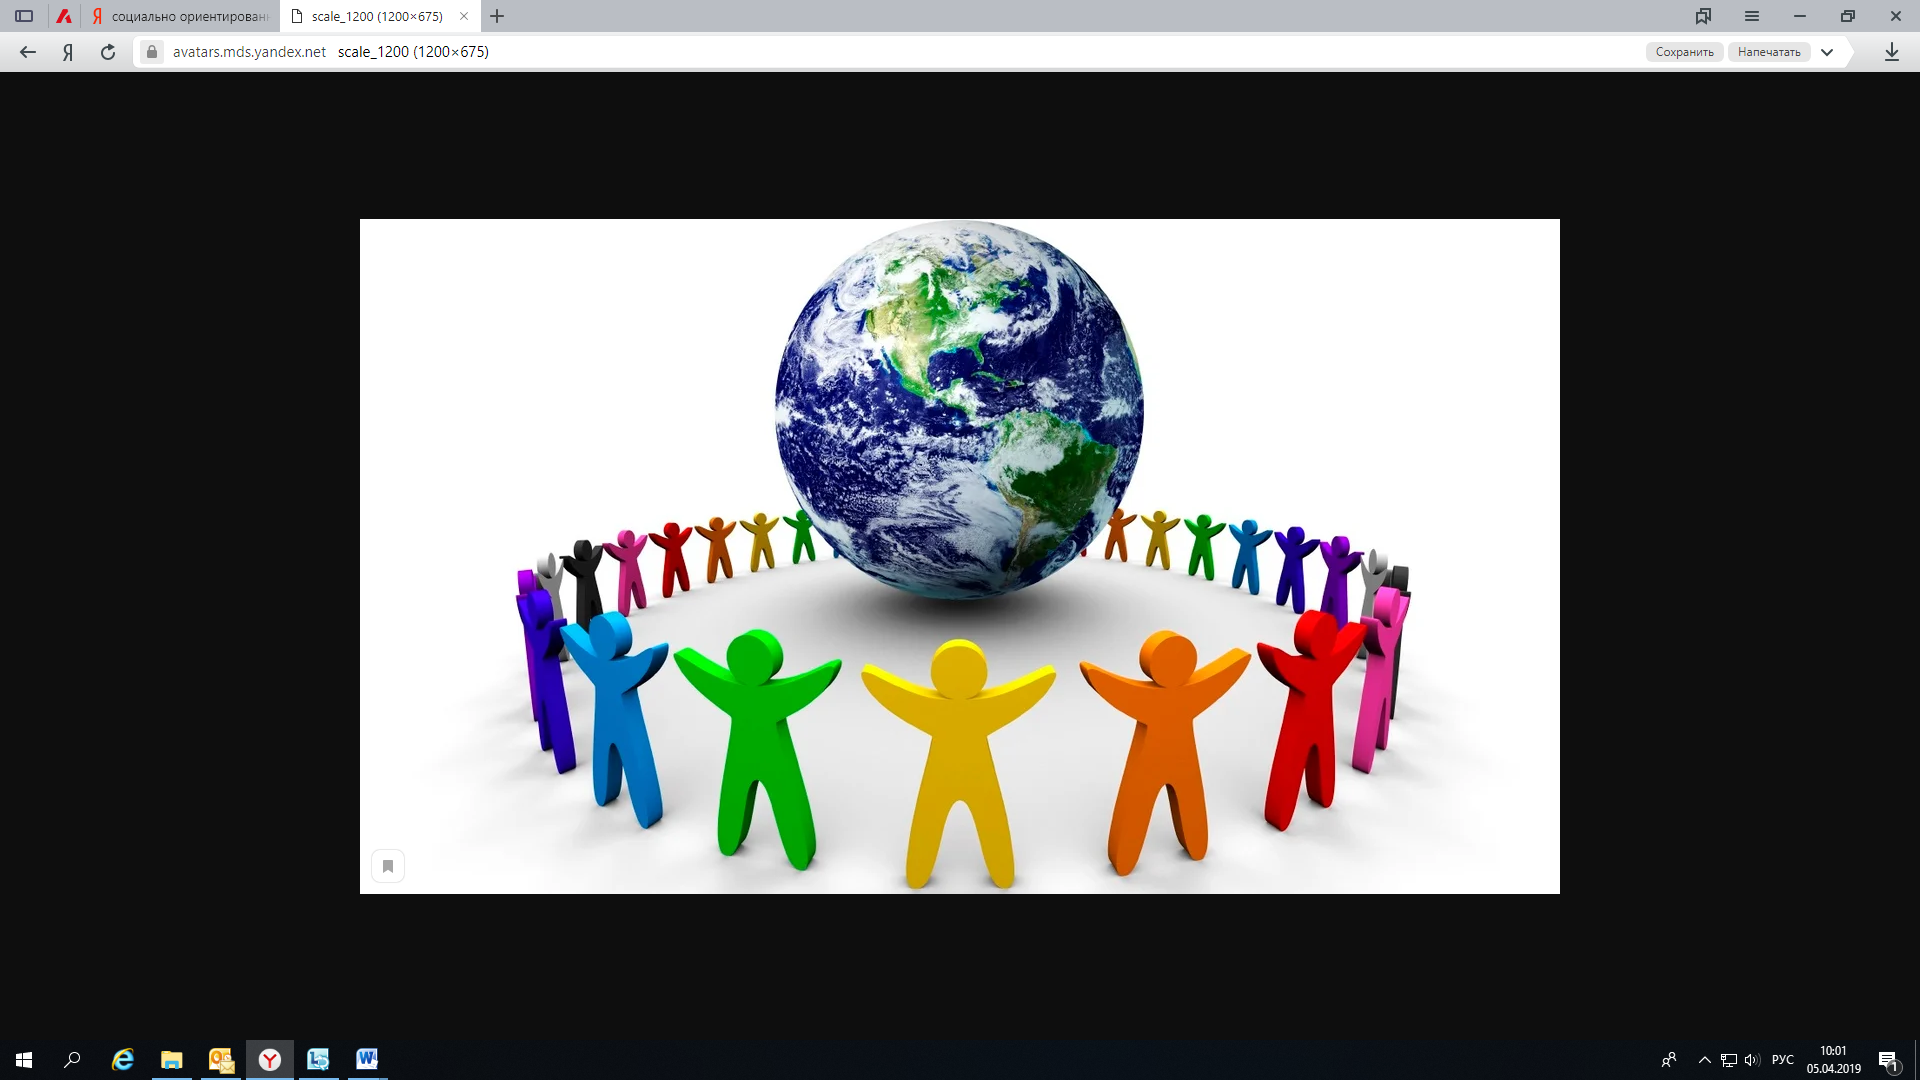 социально ориентирован
scale_1200 (1200×675)
avatars.mds.yandex.net scale_1200 (1200×675)
Сохранить
Напечатать
РУС
10:01
05.04.2019
1